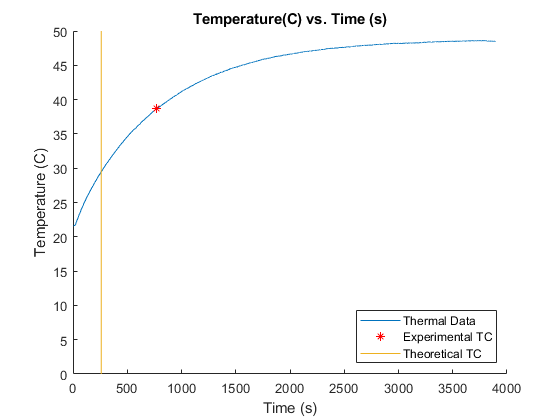 Temperature(C) vs. Time (s)
50
45
40
35
30
25
20
15
10
5
0
Temperature (C)
0 500 1000 1500 2000 2500 3000 3500 4000
Time (s)
Thermal Data
Experimental TC
Theoretical TC